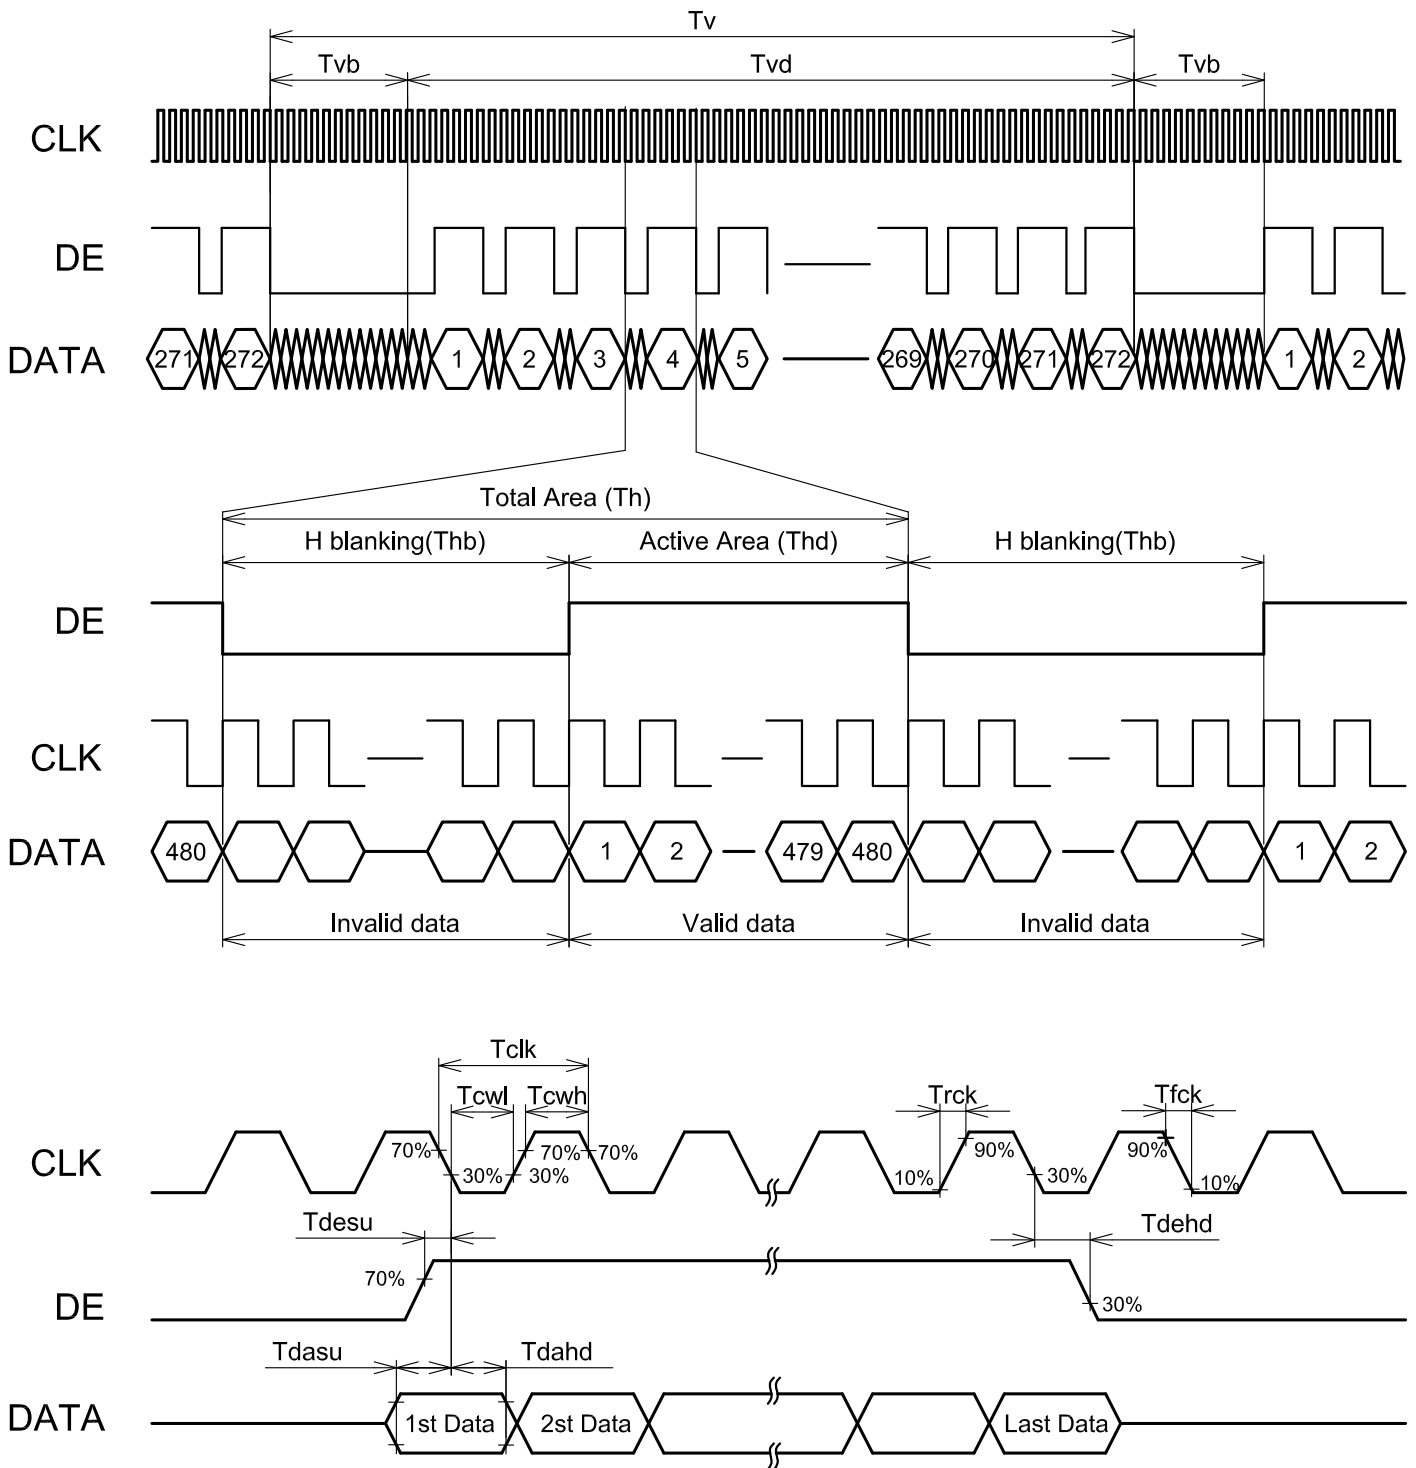 Tv
Tvb Tvd Tvb
CLK
DE
DATA 271 272 1 2 3 4 5 269 270 271 272 1 2
Total Area (Th)
H blanking(Thb) Active Area (Thd) H blanking(Thb)
DE
CLK
DATA 480 1 2 479 480 1 2
Invalid data Valid data Invalid data
Tclk
Tcwl Tcwh Trck Tfck
CLK 70% 30% 30% 70% 70% 10% 90% 30% 90% 10%
Tdesu Tdehd
DE 70% 30%
Tdasu Tdahd
DATA 1st Data 2st Data Last Data